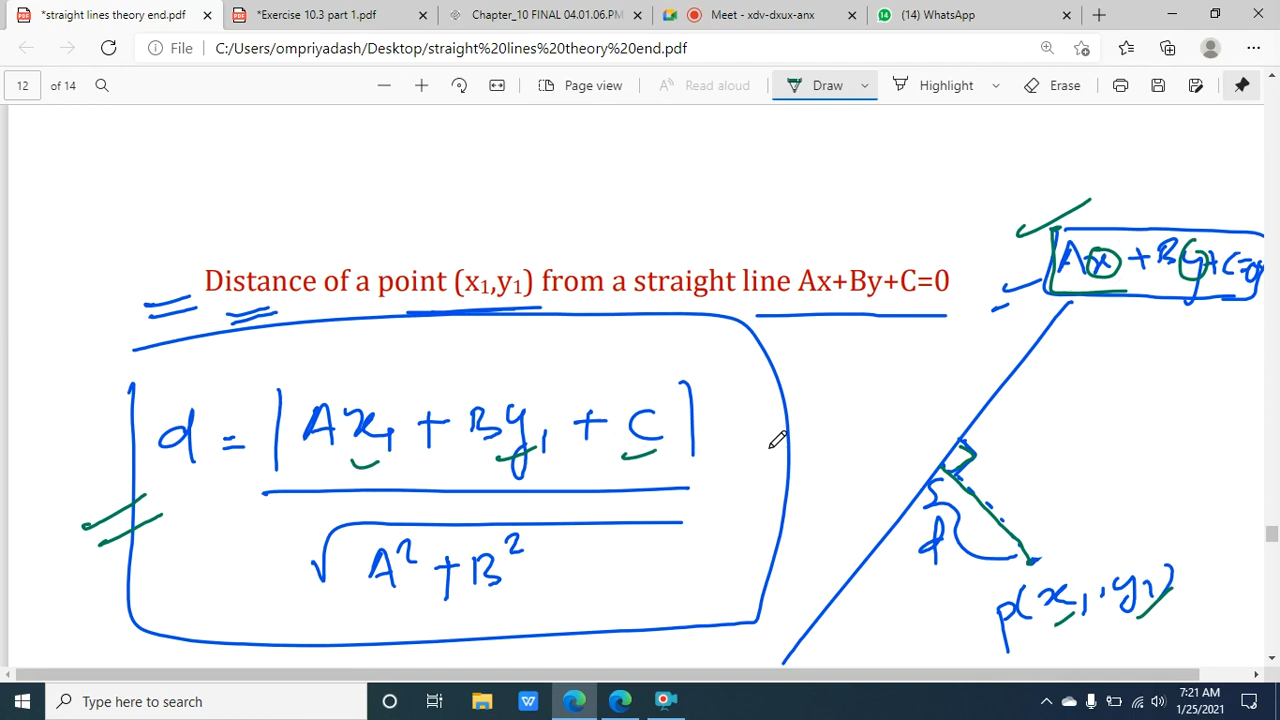 *straight lines theory end.pdf
*Exercise 10.3 part 1.pdf
Chapter_10 FINAL 04.01.06.PM
Meet - xdv-dxux-anx
(14) WhatsApp
File
C:/Users/ompriyadash/Desktop/straight%20lines%20theory%20end.pdf
12 of 14
Page view
Read aloud
Draw
Highlight
Erase
Ax + By + C=0
Distance of a point (x₁,y₁) from a straight line Ax+By+C=0
d = |Ax₁ + By₁ + C|
√A² + B²
d
P(x₁, y₁)
Type here to search
7:21 AM
1/25/2021